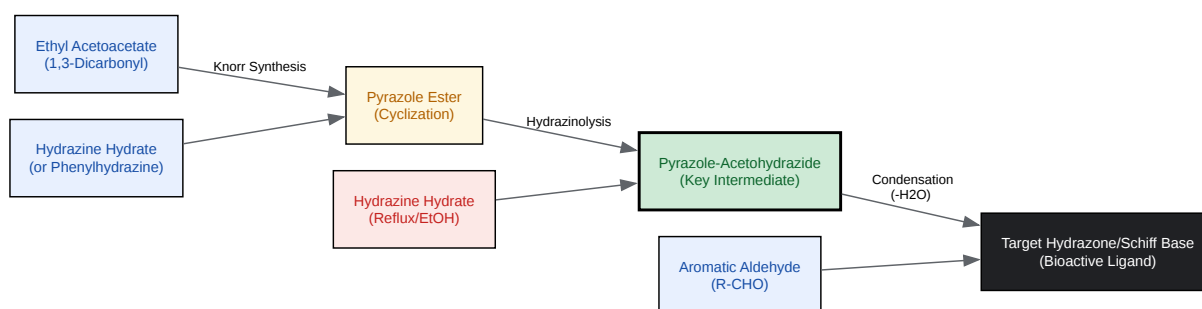 Ethyl Acetoacetate
(1,3-Dicarbonyl)
Knorr Synthesis
Hydrazine Hydrate
(or Phenylhydrazine)
Pyrazole Ester
(Cyclization)
Hydrazinolysis
Hydrazine Hydrate
(Reflux/EtOH)
Pyrazole-Acetohydrazide
(Key Intermediate)
Condensation
(-H2O)
Aromatic Aldehyde
(R-CHO)
Target Hydrazone/Schiff Base
(Bioactive Ligand)